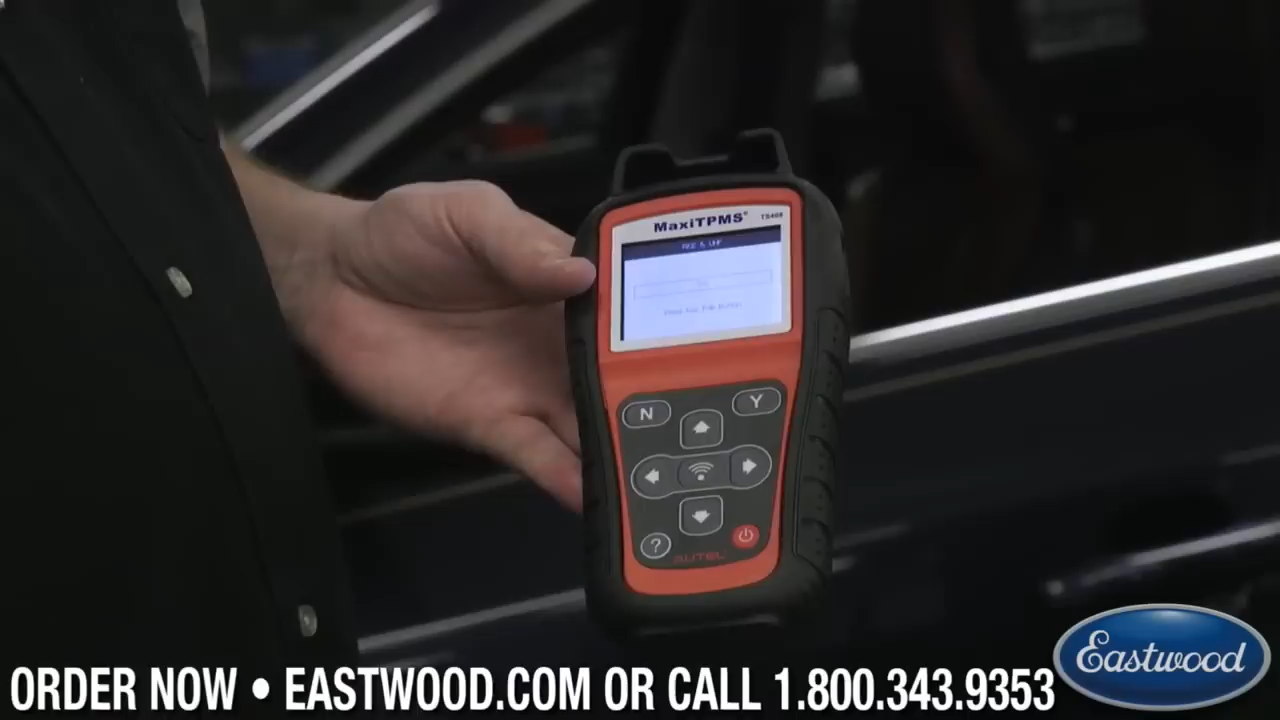 MaxiTPMS® TS408
N Y
?
AUTEL
Eastwood
ORDER NOW • EASTWOOD.COM OR CALL 1.800.343.9353